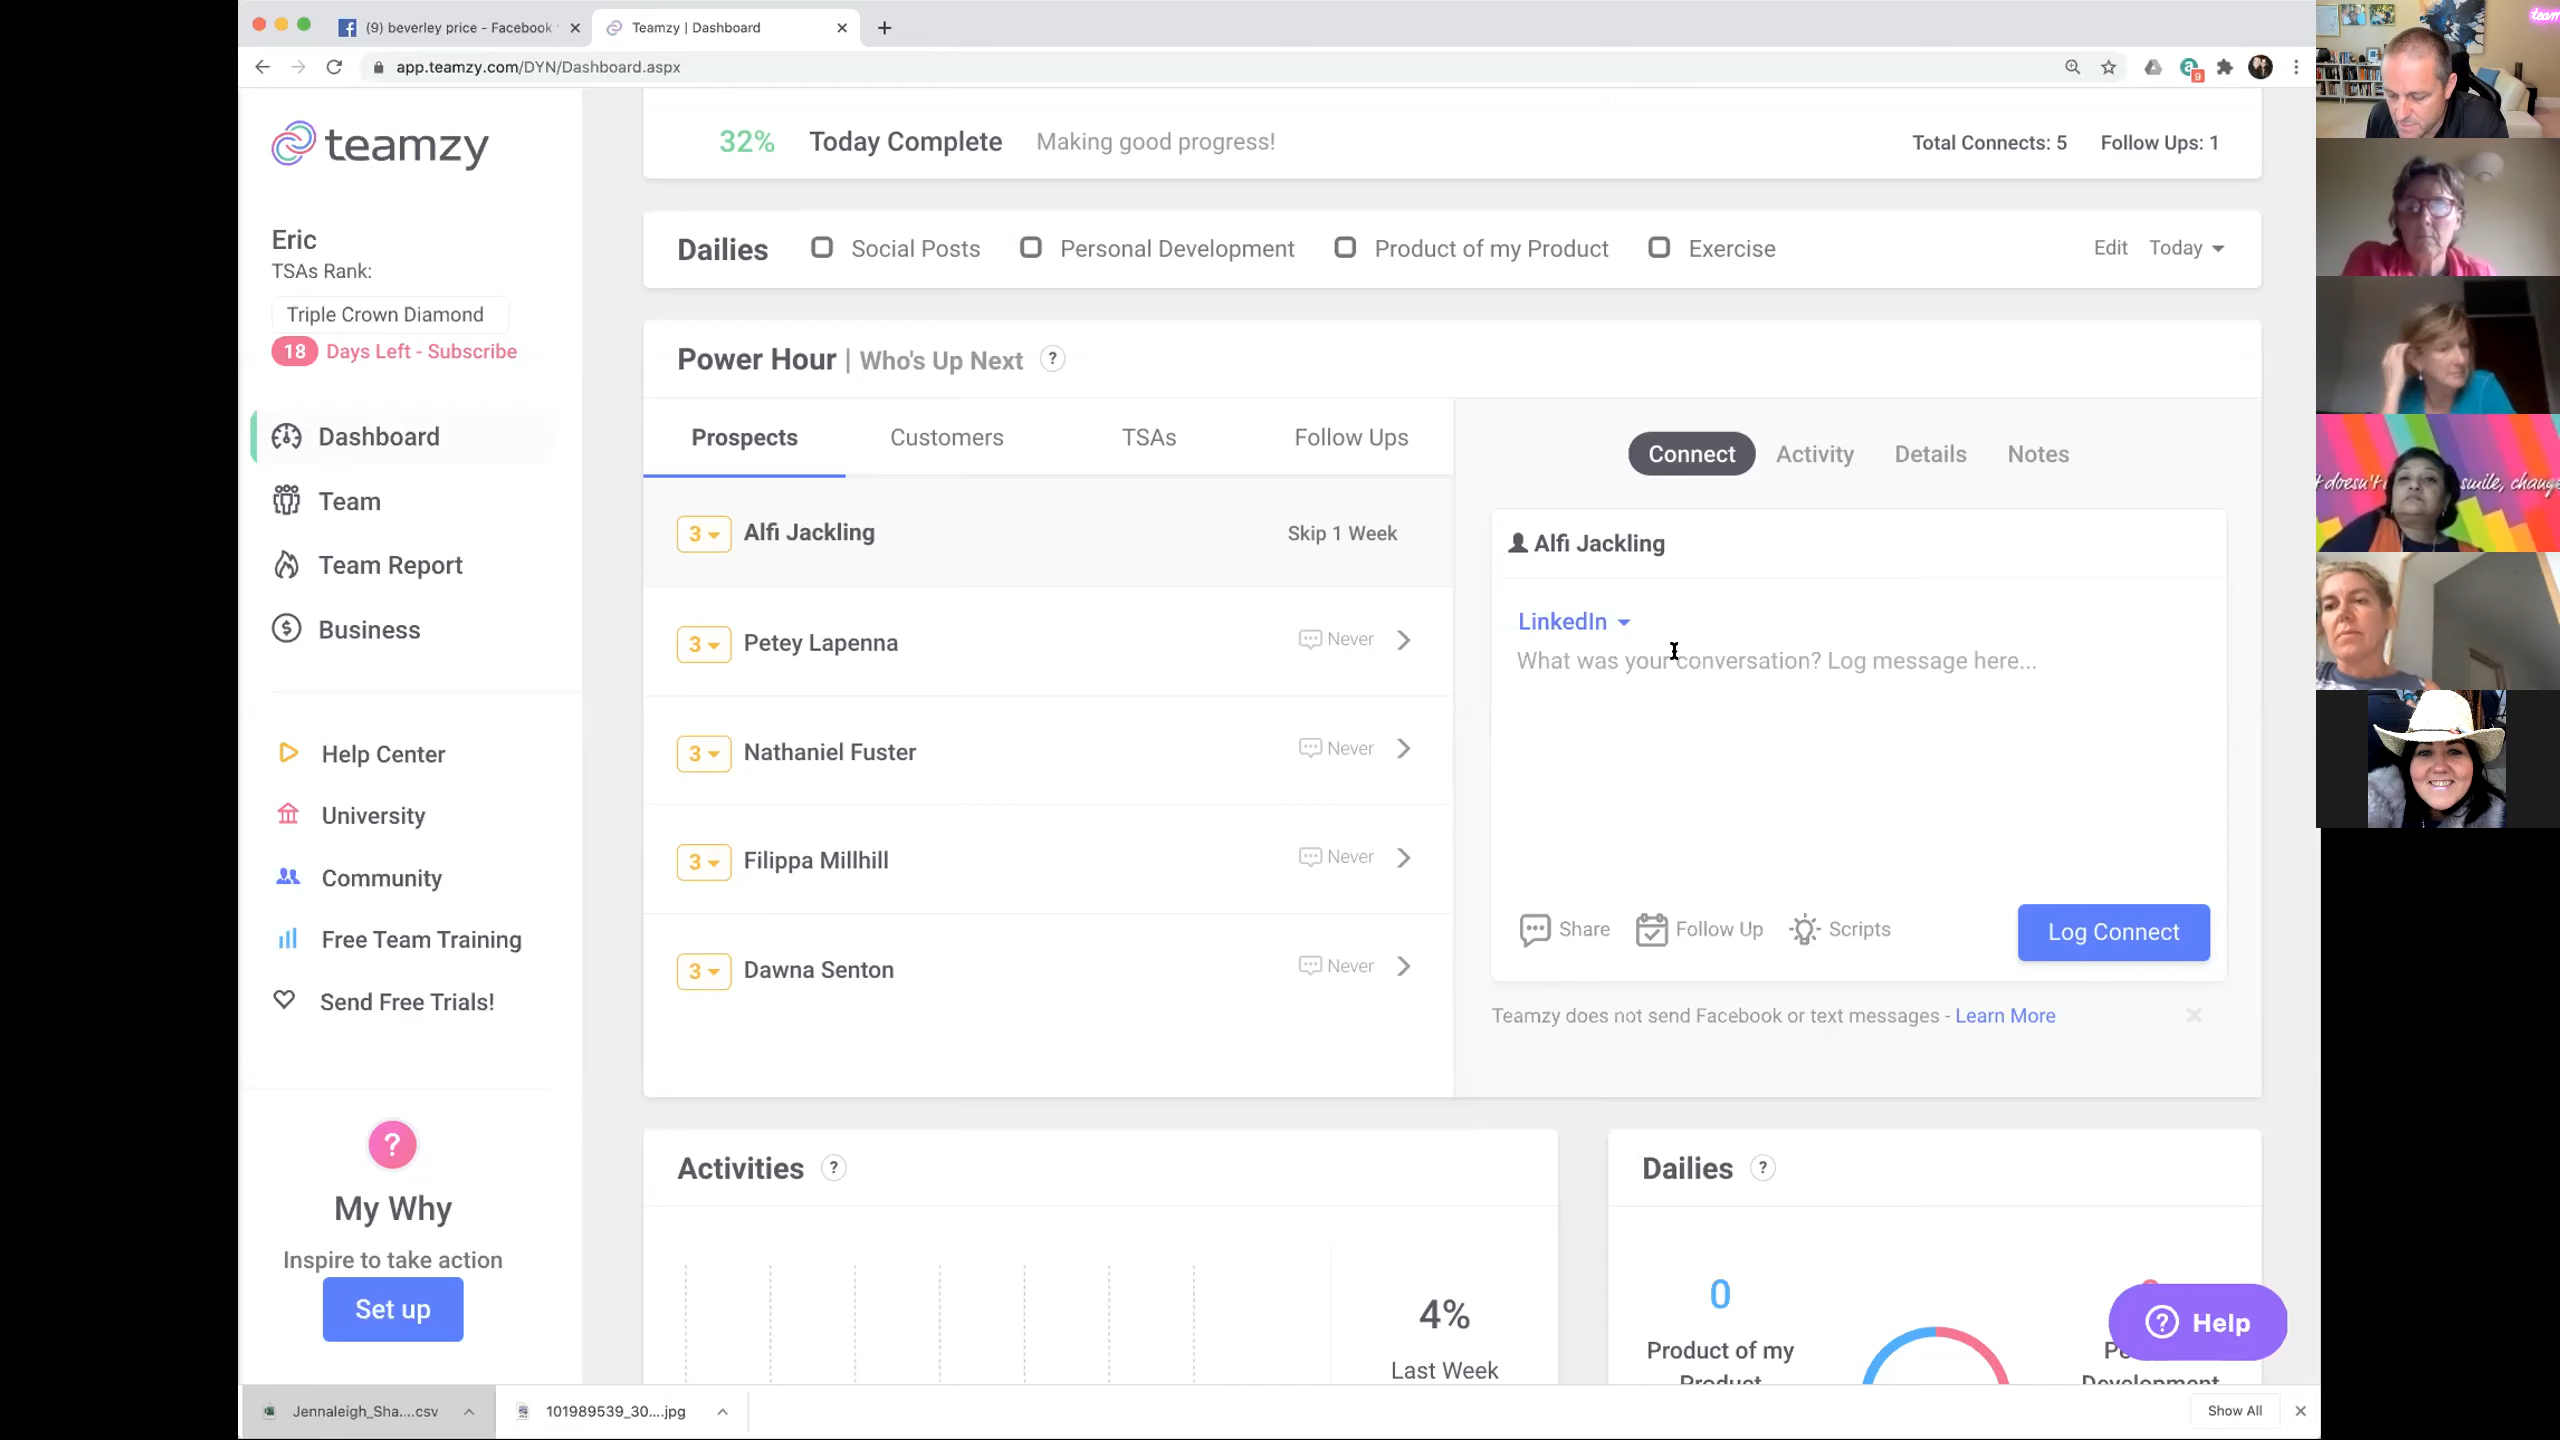 (9) beverley price - Facebook
Teamzy | Dashboard
app.teamzy.com/DYN/Dashboard.aspx
9
teamzy
Eric
TSAs Rank:
Triple Crown Diamond
18 Days Left - Subscribe
Dashboard
Team
Team Report
Business
Help Center
University
Community
Free Team Training
Send Free Trials!
?
My Why
Inspire to take action
Set up
32% Today Complete Making good progress! Total Connects: 5 Follow Ups: 1
Dailies Social Posts Personal Development Product of my Product Exercise Edit Today
Power Hour | Who's Up Next ?
Prospects Customers TSAs Follow Ups
3 Alfi Jackling Skip 1 Week
3 Petey Lapenna Never
3 Nathaniel Fuster Never
3 Filippa Millhill Never
3 Dawna Senton Never
Connect Activity Details Notes
Alfi Jackling
LinkedIn
What was your conversation? Log message here...
Share Follow Up Scripts Log Connect
Teamzy does not send Facebook or text messages - Learn More
Activities ?
4%
Last Week
Dailies ?
0
Product of my
Product
Development
? Help
Jennaleigh_Sha....csv
101989539_30....jpg
Show All
team
doesn't
smile, change